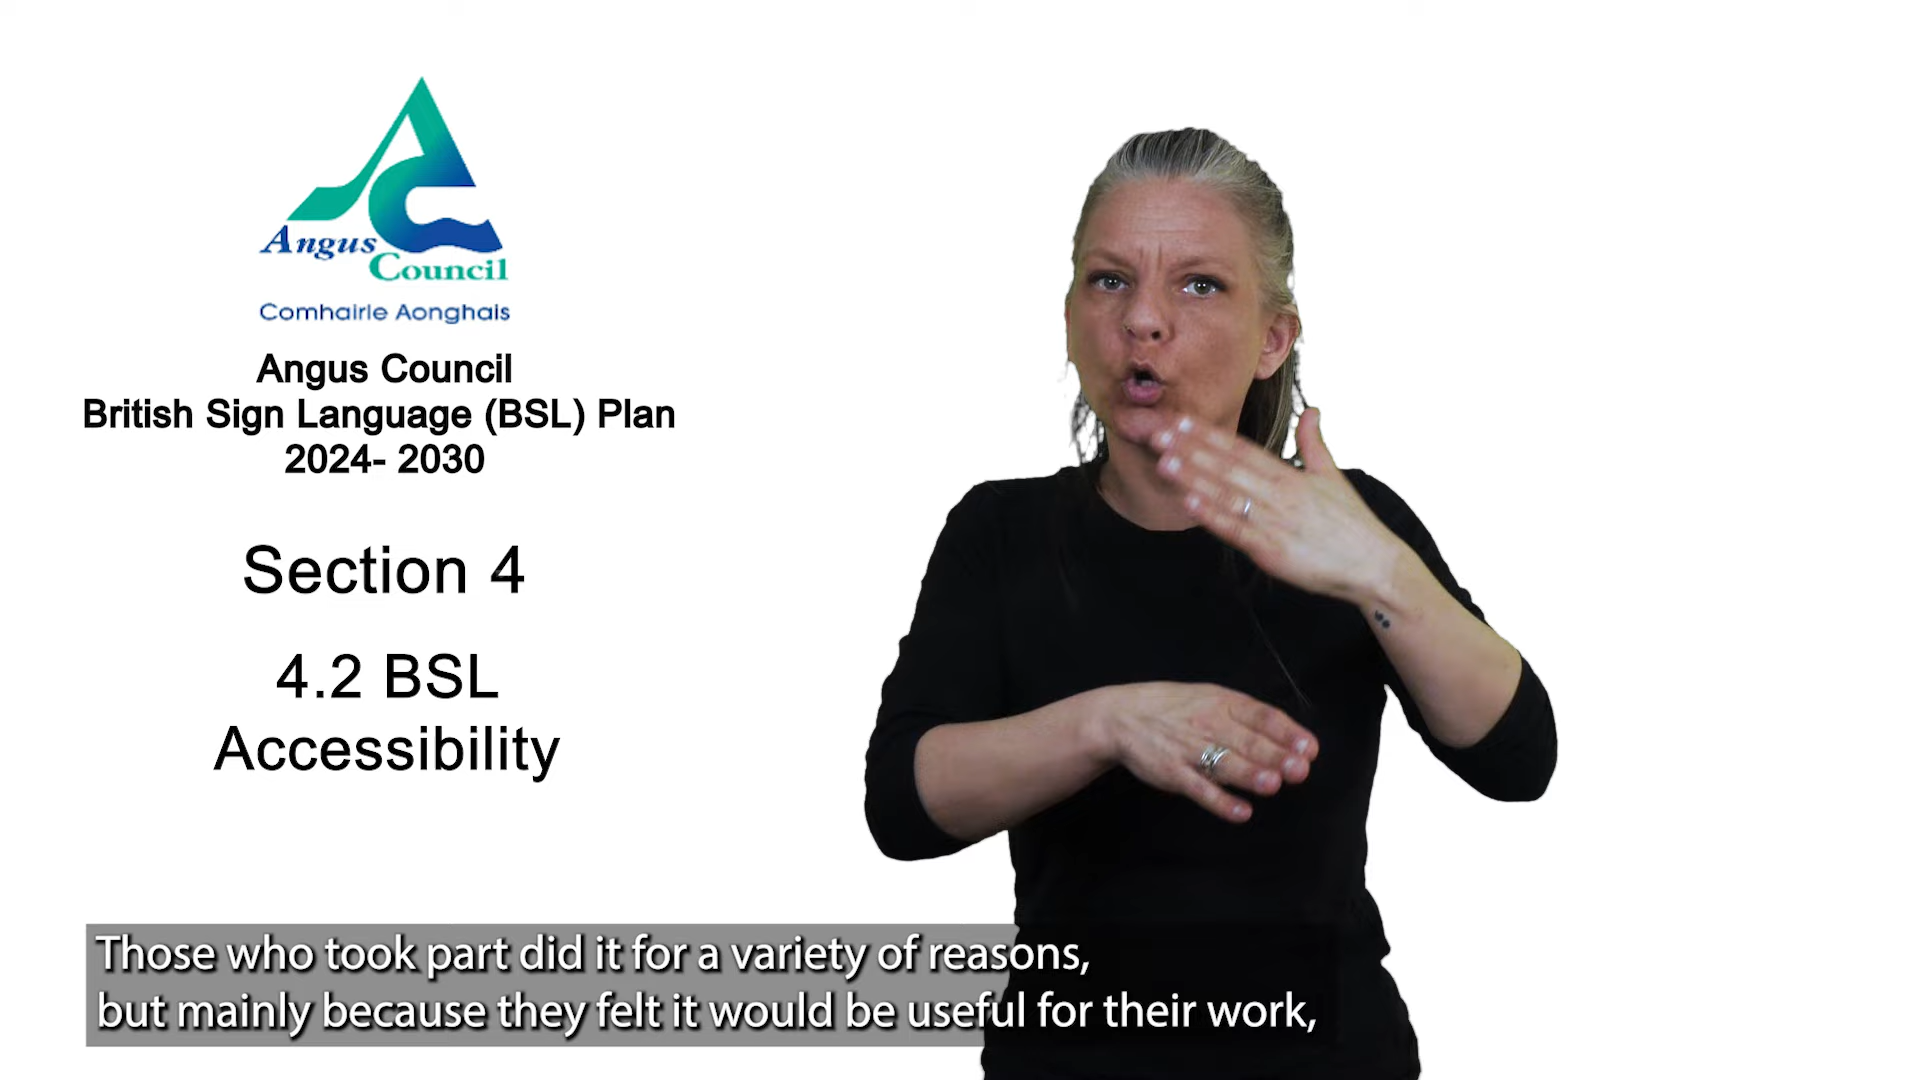 Angus
Council
Comhairle Aonghais
Angus Council
British Sign Language (BSL) Plan
2024- 2030
Section 4
4.2 BSL
Accessibility
Those who took part did it for a variety of reasons,
but mainly because they felt it would be useful for their work,